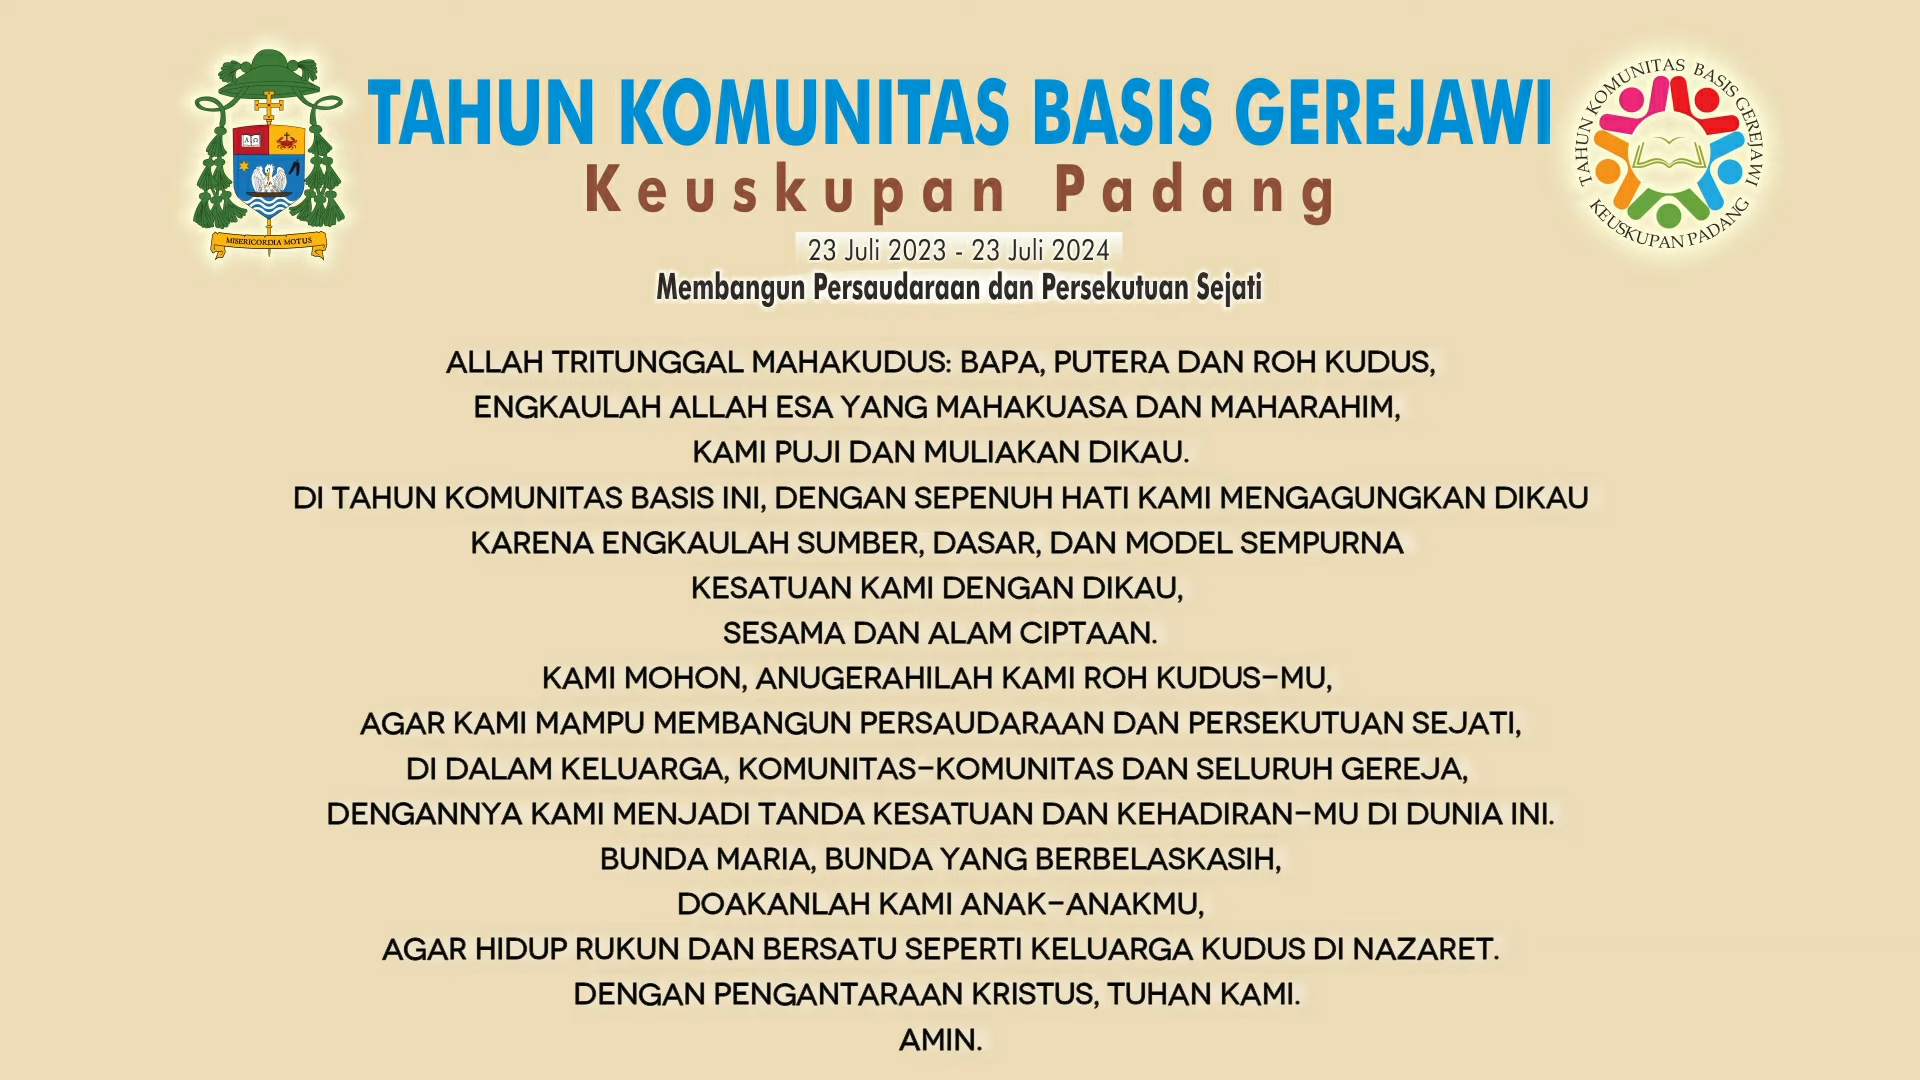 TAHUN KOMUNITAS BASIS GEREJAWI
Keuskupan Padang
23 Juli 2023 - 23 Juli 2024
Membangun Persaudaraan dan Persekutuan Sejati
MISERICORDIA MOTUS
TAHUN KOMUNITAS BASIS GEREJAWI
KEUSKUPAN PADANG
ALLAH TRITUNGGAL MAHAKUDUS: BAPA, PUTERA DAN ROH KUDUS,
ENGKAULAH ALLAH ESA YANG MAHAKUASA DAN MAHARAHIM,
KAMI PUJI DAN MULIAKAN DIKAU.
DI TAHUN KOMUNITAS BASIS INI, DENGAN SEPENUH HATI KAMI MENGAGUNGKAN DIKAU
KARENA ENGKAULAH SUMBER, DASAR, DAN MODEL SEMPURNA
KESATUAN KAMI DENGAN DIKAU,
SESAMA DAN ALAM CIPTAAN.
KAMI MOHON, ANUGERAHILAH KAMI ROH KUDUS-MU,
AGAR KAMI MAMPU MEMBANGUN PERSAUDARAAN DAN PERSEKUTUAN SEJATI,
DI DALAM KELUARGA, KOMUNITAS-KOMUNITAS DAN SELURUH GEREJA,
DENGANNYA KAMI MENJADI TANDA KESATUAN DAN KEHADIRAN-MU DI DUNIA INI.
BUNDA MARIA, BUNDA YANG BERBELASKASIH,
DOAKANLAH KAMI ANAK-ANAKMU,
AGAR HIDUP RUKUN DAN BERSATU SEPERTI KELUARGA KUDUS DI NAZARET.
DENGAN PENGANTARAAN KRISTUS, TUHAN KAMI.
AMIN.